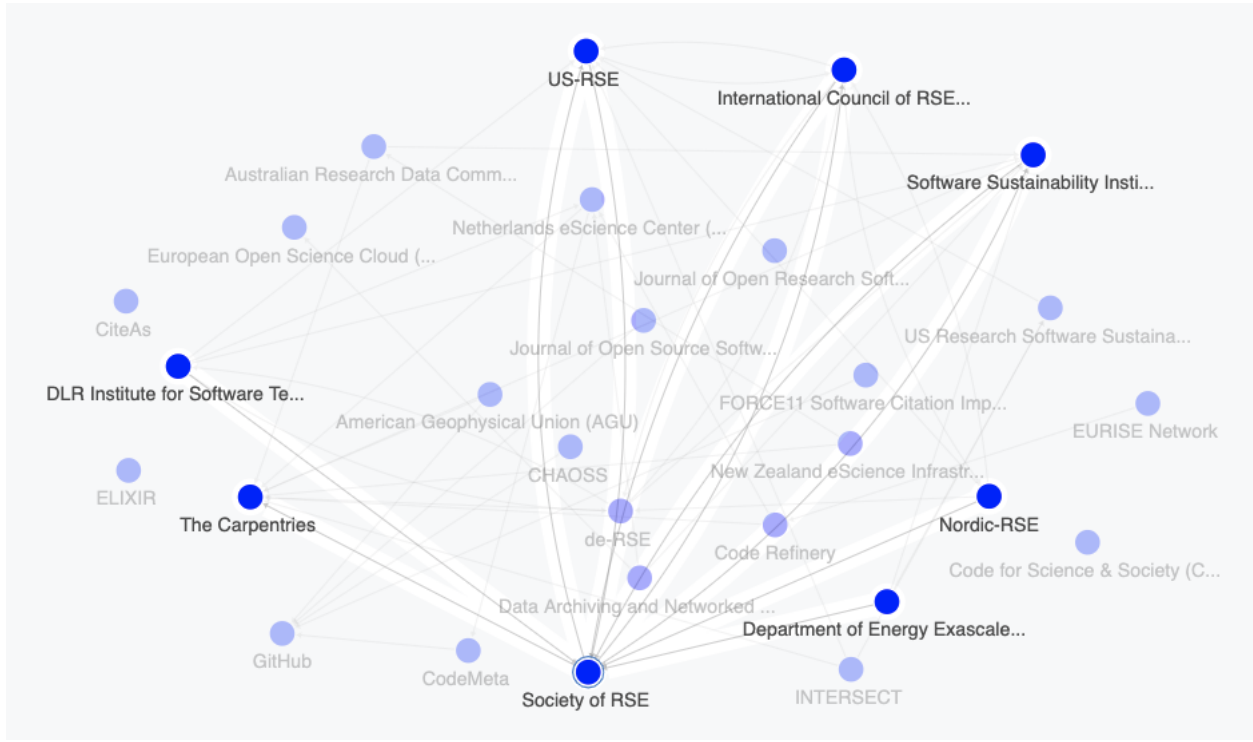 US-RSE
International Council of RSE...
Australian Research Data Comm...
Software Sustainability Insti...
Netherlands eScience Center (...
European Open Science Cloud (...
Journal of Open Research Soft...
CiteAs
US Research Software Sustaina...
Journal of Open Source Softw...
DLR Institute for Software Te...
FORCE11 Software Citation Imp...
American Geophysical Union (AGU)
EURISE Network
CHAOSS
New Zealand eScience Infrastr...
ELIXIR
The Carpentries
Nordic-RSE
de-RSE
Code Refinery
Code for Science & Society (C...
Data Archiving and Networked ...
Department of Energy Exascale...
GitHub
CodeMeta
INTERSECT
Society of RSE